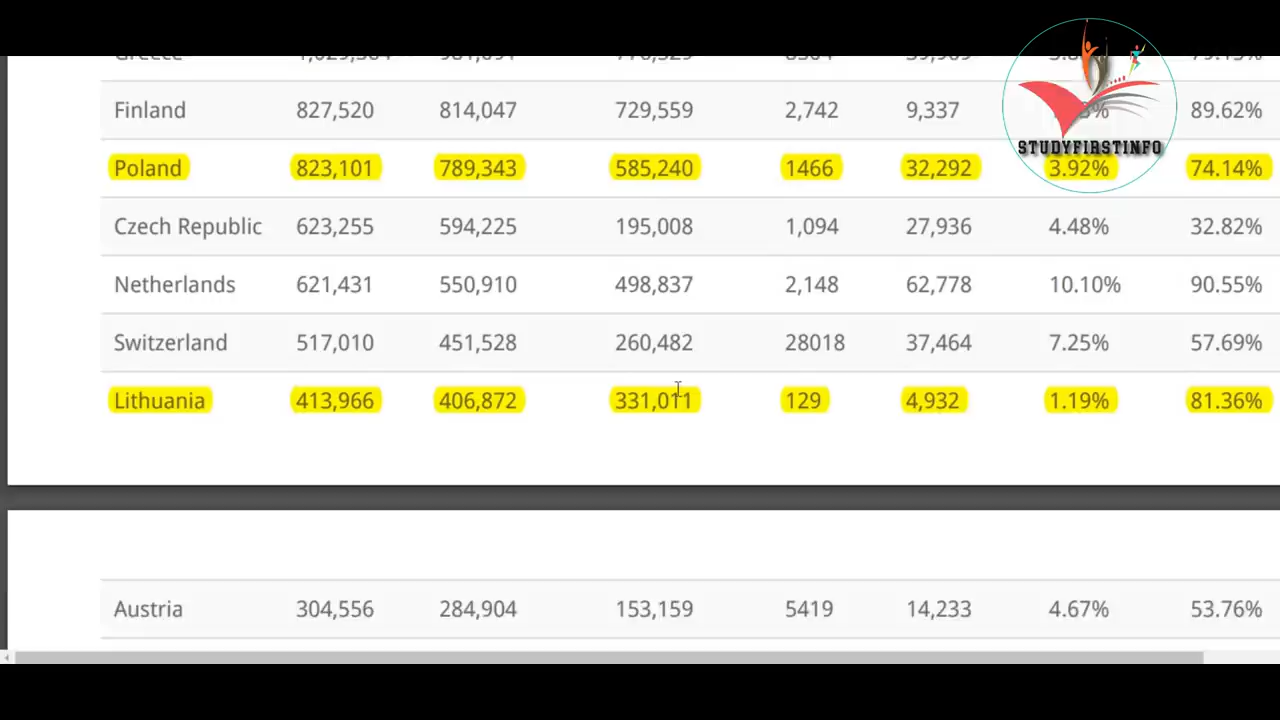 Finland 827,520 814,047 729,559 2,742 9,337 89.62%
STUDYFIRSTINFO
Poland 823,101 789,343 585,240 1466 32,292 3.92% 74.14%
Czech Republic 623,255 594,225 195,008 1,094 27,936 4.48% 32.82%
Netherlands 621,431 550,910 498,837 2,148 62,778 10.10% 90.55%
Switzerland 517,010 451,528 260,482 28018 37,464 7.25% 57.69%
Lithuania 413,966 406,872 331,011 129 4,932 1.19% 81.36%
Austria 304,556 284,904 153,159 5419 14,233 4.67% 53.76%